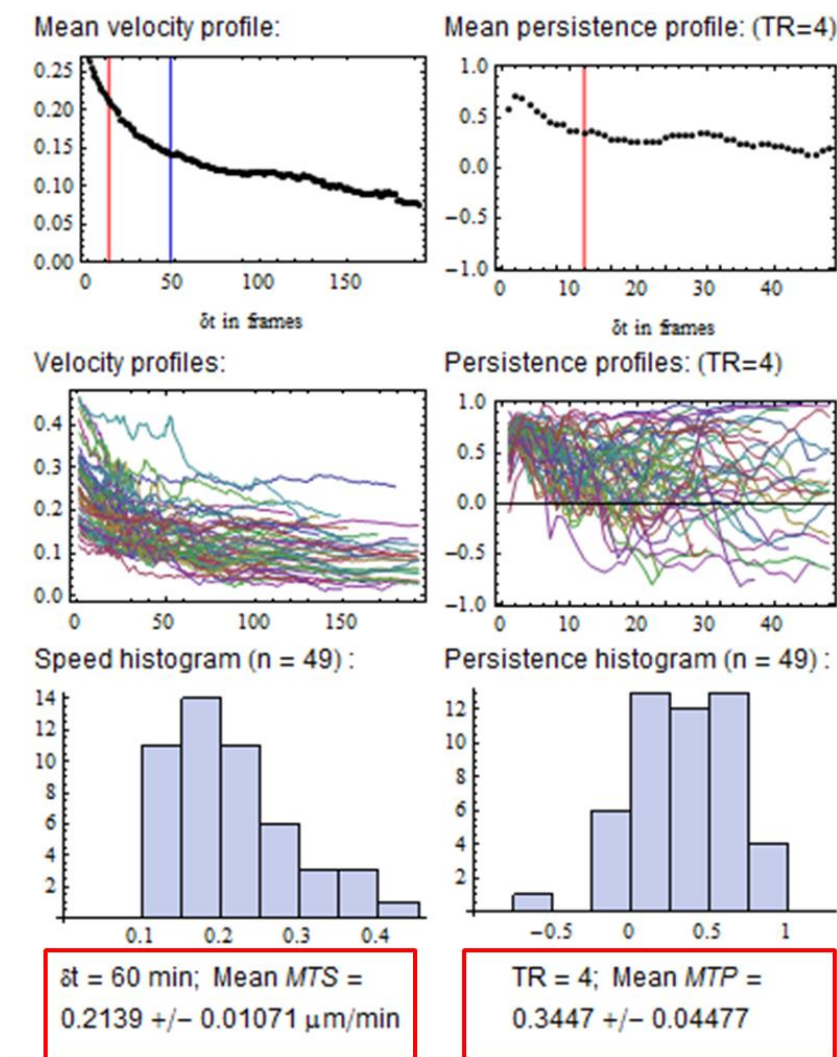 Mean velocity profile:
0.25
0.20
0.15
0.10
0.05
0.00
0 50 100 150
δt in frames
Mean persistence profile: (TR=4)
1.0
0.5
0.0
−0.5
−1.0
0 10 20 30 40
δt in frames
Velocity profiles:
0.4
0.3
0.2
0.1
0.0
0 50 100 150
Persistence profiles: (TR=4)
1.0
0.5
0.0
−0.5
−1.0
0 10 20 30 40
Speed histogram (n = 49) :
14
12
10
8
6
4
2
0.1 0.2 0.3 0.4
Persistence histogram (n = 49) :
12
10
8
6
4
2
−0.5 0 0.5 1
δt = 60 min; Mean MTS =
0.2139 +/− 0.01071 μm/min
TR = 4; Mean MTP =
0.3447 +/− 0.04477